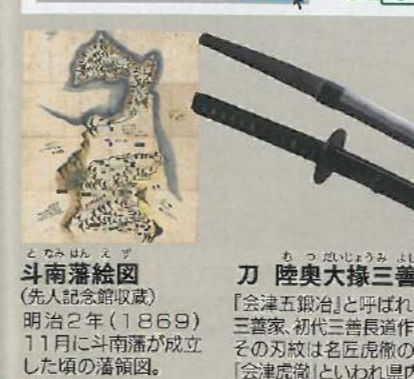 となみはんえず
斗南藩絵図
(先人記念館収蔵)
明治2年(1869)
11月に斗南藩が成立
した頃の藩領図。
むつだいじょうみよし
刀 陸奥大掾三善
『会津五鍛冶』と呼ばれ
三善家、初代三善長道作
その刃紋は名匠虎徹の
「会津虎徹」といわれ県内